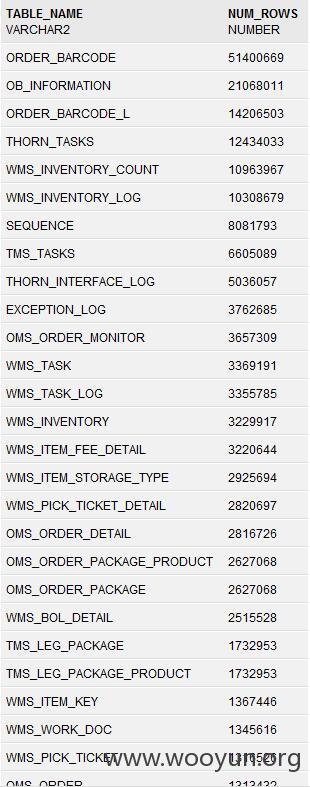 TABLE_NAME NUM_ROWS
VARCHAR2 NUMBER
ORDER_BARCODE 51400669
OB_INFORMATION 21068011
ORDER_BARCODE_L 14206503
THORN_TASKS 12434033
WMS_INVENTORY_COUNT 10963967
WMS_INVENTORY_LOG 10308679
SEQUENCE 8081793
TMS_TASKS 6605089
THORN_INTERFACE_LOG 5036057
EXCEPTION_LOG 3762685
OMS_ORDER_MONITOR 3657309
WMS_TASK 3369191
WMS_TASK_LOG 3355785
WMS_INVENTORY 3229917
WMS_ITEM_FEE_DETAIL 3220644
WMS_ITEM_STORAGE_TYPE 2925694
WMS_PICK_TICKET_DETAIL 2820697
OMS_ORDER_DETAIL 2816726
OMS_ORDER_PACKAGE_PRODUCT 2627068
OMS_ORDER_PACKAGE 2627068
WMS_BOL_DETAIL 2515528
TMS_LEG_PACKAGE 1732953
TMS_LEG_PACKAGE_PRODUCT 1732953
WMS_ITEM_KEY 1367446
WMS_WORK_DOC 1345616
WMS_PICK_TICKET
www.wooyun.org
OMS_ORDER 1313432